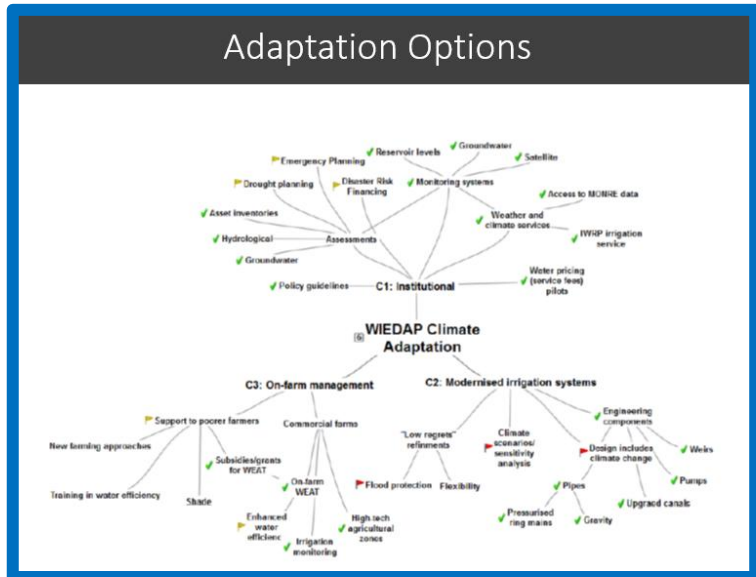 Adaptation Options
Groundwater
Reservoir levels
Satellite
Emergency Planning
Drought planning
Disaster Risk
Financing
Monitoring systems
Access to MONRE data
Asset inventories
Weather and
climate services
Assessments
Hydrological
IWRP irrigation
service
Groundwater
Policy guidelines
C1: Institutional
Water pricing
(service fees)
pilots
WIEDAP Climate
Adaptation
C3: On-farm management
C2: Modernised irrigation systems
Support to poorer farmers
Commercial farms
New farming approaches
Subsidies/grants
for WEAT
Training in water efficiency
Shade
On-farm
WEAT
Enhanced
water
efficienc
Irrigation
monitoring
High-tech
agricultural
zones
"Low regrets"
refinments
Climate
scenarios/
sensitivity
analysis
Engineering
components
Design includes
climate change
Weirs
Flood protection
Flexibility
Pipes
Pumps
Upgraed canals
Pressurised
ring mains
Gravity